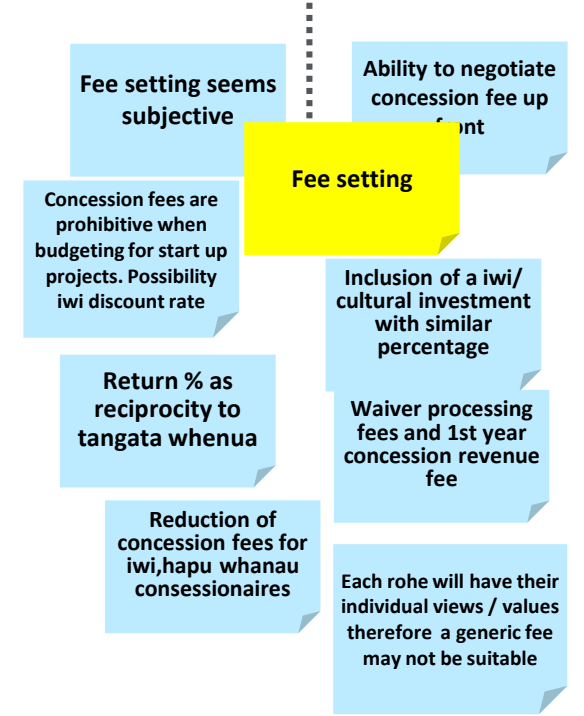 Fee setting seems
subjective
Ability to negotiate
concession fee up
front
Fee setting
Concession fees are
prohibitive when
budgeting for start up
projects. Possibility
iwi discount rate
Inclusion of a iwi/
cultural investment
with similar
percentage
Return % as
reciprocity to
tangata whenua
Waiver processing
fees and 1st year
concession revenue
fee
Reduction of
concession fees for
iwi,hapu whanau
consessionaires
Each rohe will have their
individual views / values
therefore a generic fee
may not be suitable